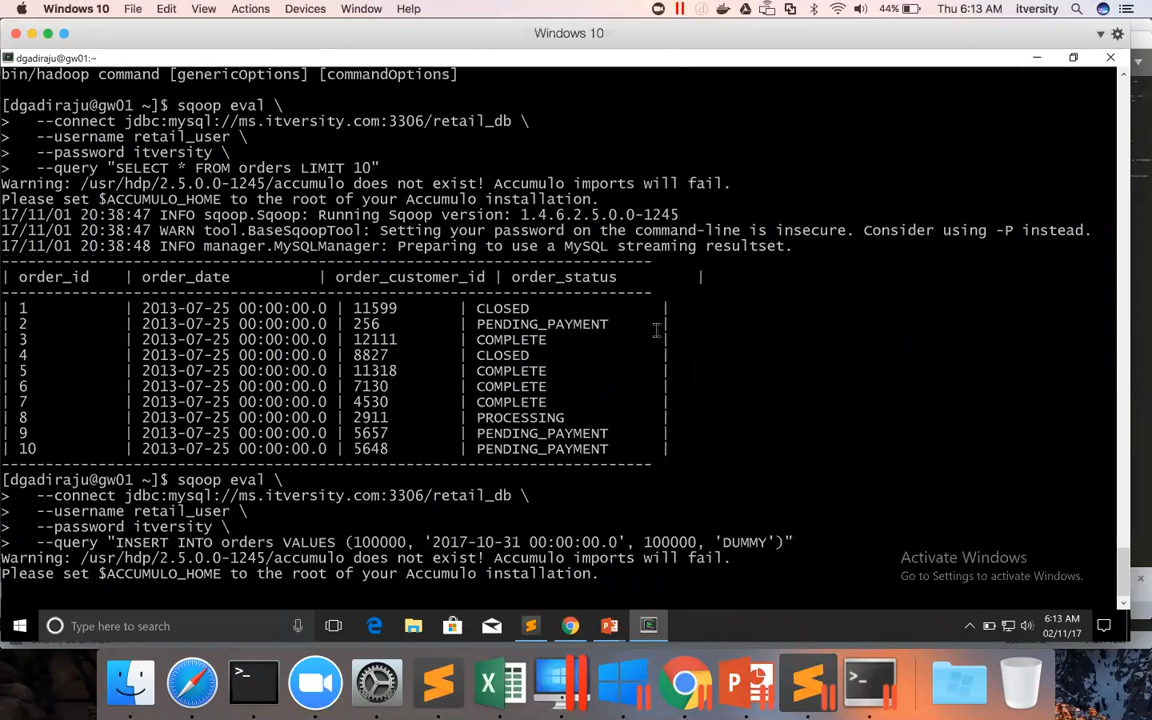 Windows 10 File Edit View Actions Devices Window Help 44% Thu 6:13 AM itversity
Windows 10
dgadiraju@gw01:~
bin/hadoop command [genericOptions] [commandOptions]
[dgadiraju@gw01 ~]$ sqoop eval \
>   --connect jdbc:mysql://ms.itversity.com:3306/retail_db \
>   --username retail_user \
>   --password itversity \
>   --query "SELECT * FROM orders LIMIT 10"
Warning: /usr/hdp/2.5.0.0-1245/accumulo does not exist! Accumulo imports will fail.
Please set $ACCUMULO_HOME to the root of your Accumulo installation.
17/11/01 20:38:47 INFO sqoop.Sqoop: Running Sqoop version: 1.4.6.2.5.0.0-1245
17/11/01 20:38:47 WARN tool.BaseSqoopTool: Setting your password on the command-line is insecure. Consider using -P instead.
17/11/01 20:38:48 INFO manager.MySQLManager: Preparing to use a MySQL streaming resultset.
| order_id | order_date | order_customer_id | order_status |
| 1 | 2013-07-25 00:00:00.0 | 11599 | CLOSED |
| 2 | 2013-07-25 00:00:00.0 | 256 | PENDING_PAYMENT |
| 3 | 2013-07-25 00:00:00.0 | 12111 | COMPLETE |
| 4 | 2013-07-25 00:00:00.0 | 8827 | CLOSED |
| 5 | 2013-07-25 00:00:00.0 | 11318 | COMPLETE |
| 6 | 2013-07-25 00:00:00.0 | 7130 | COMPLETE |
| 7 | 2013-07-25 00:00:00.0 | 4530 | COMPLETE |
| 8 | 2013-07-25 00:00:00.0 | 2911 | PROCESSING |
| 9 | 2013-07-25 00:00:00.0 | 5657 | PENDING_PAYMENT |
| 10 | 2013-07-25 00:00:00.0 | 5648 | PENDING_PAYMENT |
[dgadiraju@gw01 ~]$ sqoop eval \
>   --connect jdbc:mysql://ms.itversity.com:3306/retail_db \
>   --username retail_user \
>   --password itversity \
>   --query "INSERT INTO orders VALUES (100000, '2017-10-31 00:00:00.0', 100000, 'DUMMY')"
Warning: /usr/hdp/2.5.0.0-1245/accumulo does not exist! Accumulo imports will fail.
Please set $ACCUMULO_HOME to the root of your Accumulo installation.
Activate Windows
Go to Settings to activate Windows.
Type here to search
6:13 AM
02/11/17